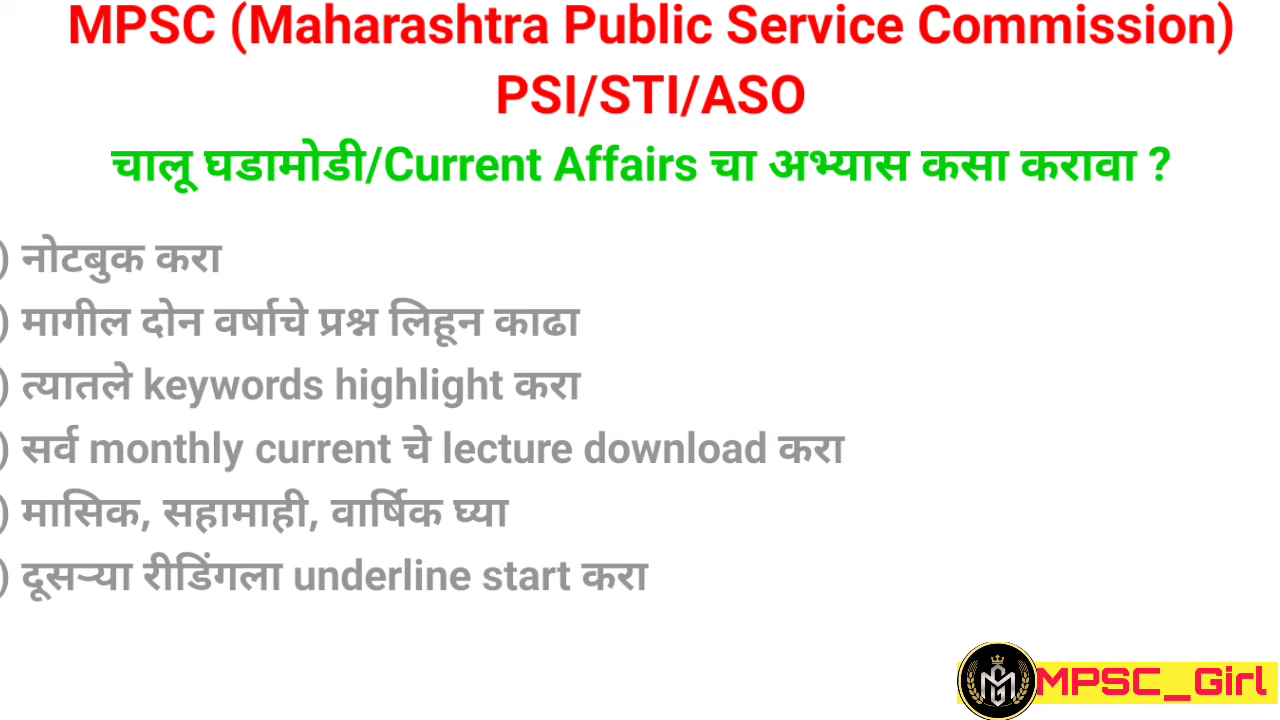 MPSC (Maharashtra Public Service Commission)
PSI/STI/ASO
चालू घडामोडी/Current Affairs चा अभ्यास कसा करावा ?
) नोटबुक करा
) मागील दोन वर्षाचे प्रश्न लिहून काढा
) त्यातले keywords highlight करा
) सर्व monthly current चे lecture download करा
) मासिक, सहामाही, वार्षिक घ्या
) दूसऱ्या रीडिंगला underline start करा
MPSC_Girl